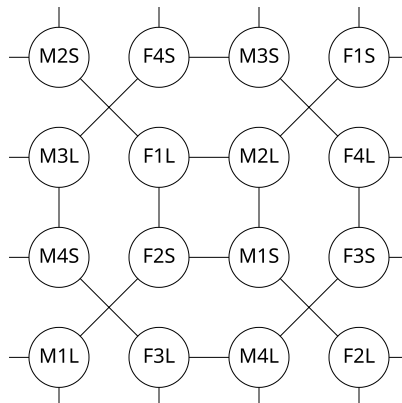 M2S F4S M3S F1S
M3L F1L M2L F4L
M4S F2S M1S F3S
M1L F3L M4L F2L